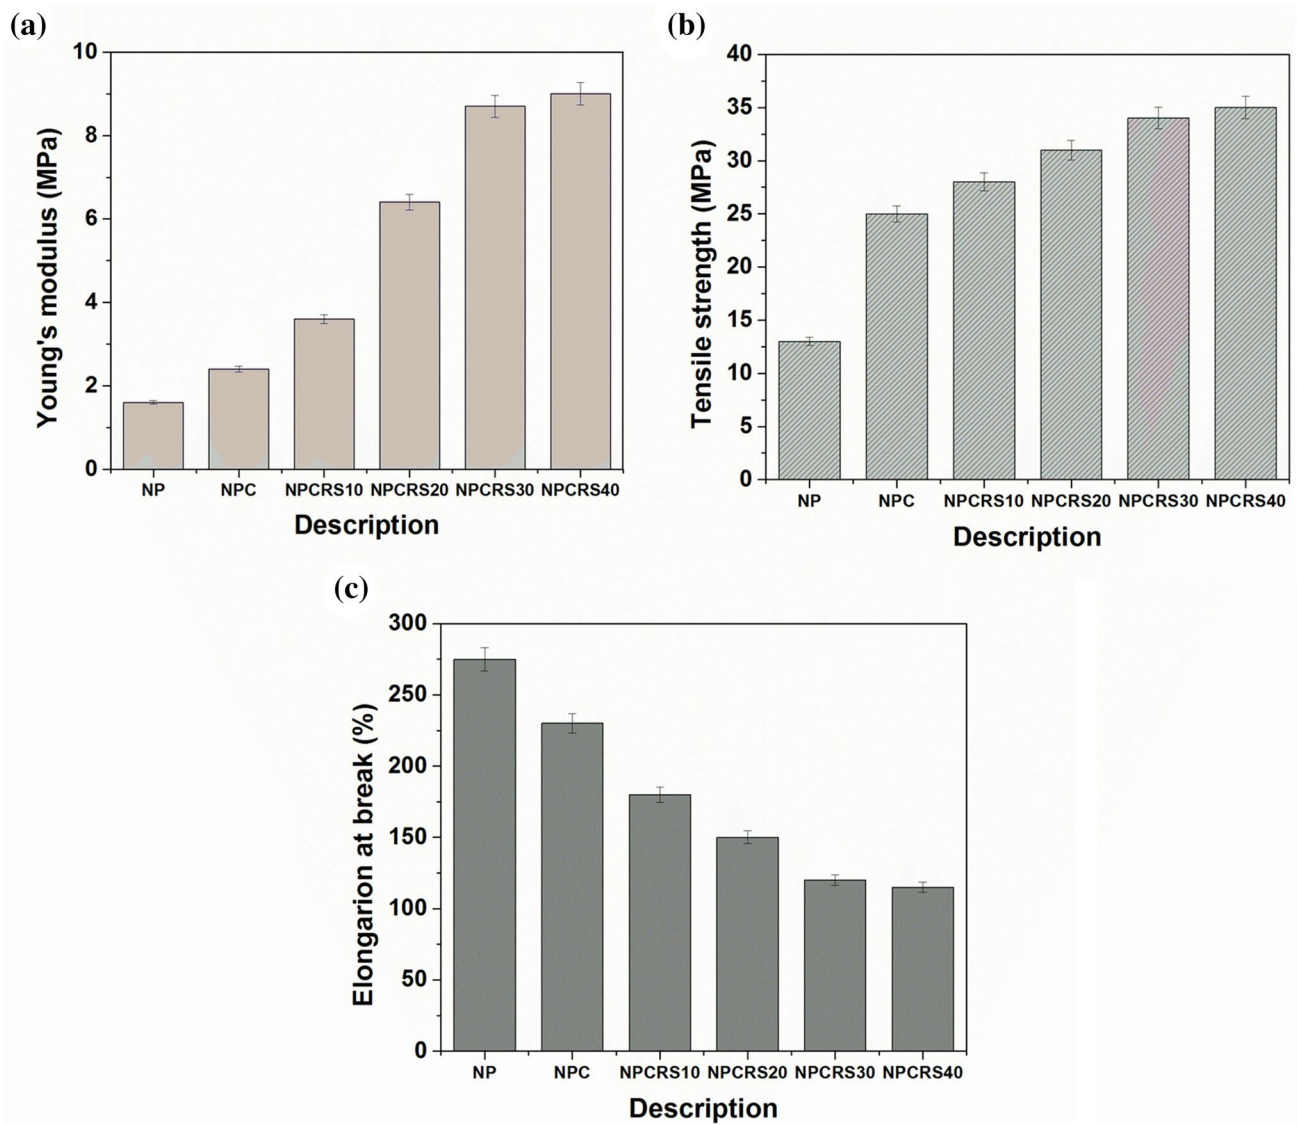 (a)
10
8
6
4
2
0
Young's modulus (MPa)
NP NPC NPCRS10 NPCRS20 NPCRS30 NPCRS40
Description
(b)
40
35
30
25
20
15
10
5
0
Tensile strength (MPa)
NP NPC NPCRS10 NPCRS20 NPCRS30 NPCRS40
Description
(c)
300
250
200
150
100
50
0
Elongarion at break (%)
NP NPC NPCRS10 NPCRS20 NPCRS30 NPCRS40
Description